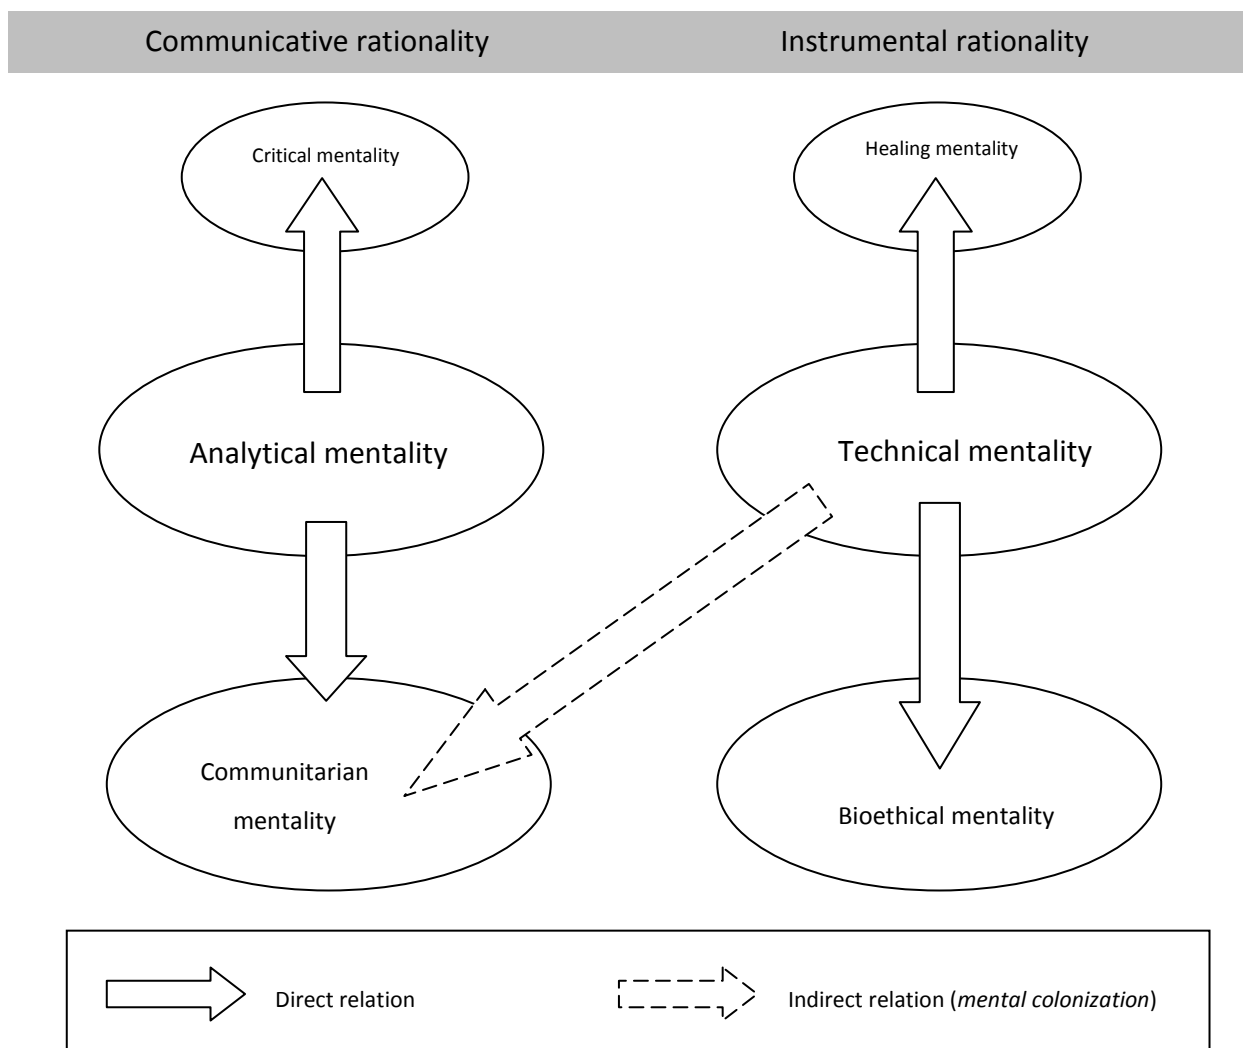 Communicative rationality
Instrumental rationality
Critical mentality
Healing mentality
Analytical mentality
Technical mentality
Communitarian
mentality
Bioethical mentality
Direct relation
Indirect relation (mental colonization)